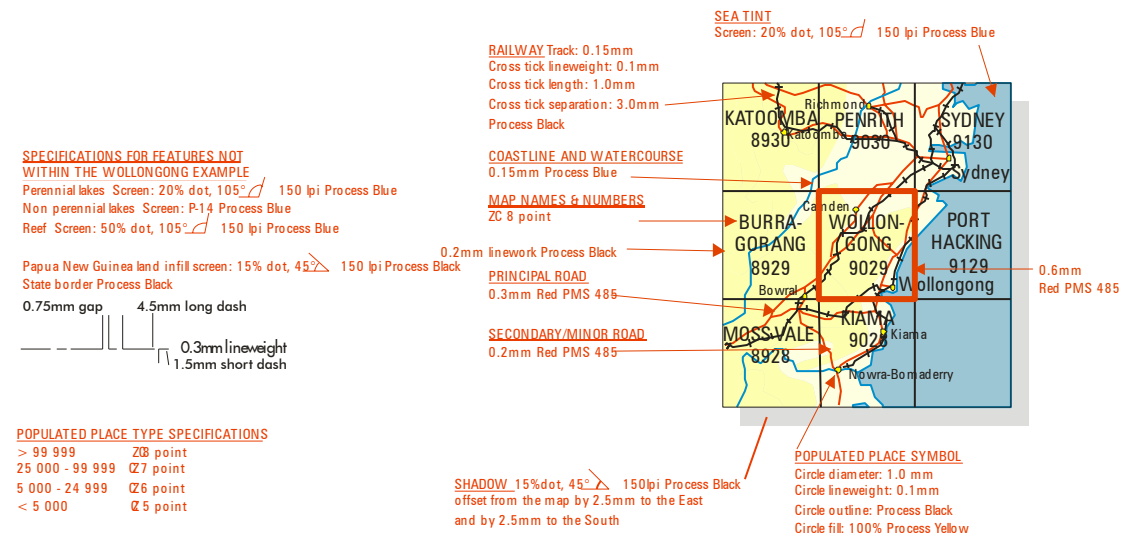 SEA TINT
Screen: 20% dot, 105° 150 lpi Process Blue
RAILWAY Track: 0.15mm
Cross tick lineweight: 0.1mm
Cross tick length: 1.0mm
Cross tick separation: 3.0mm
Process Black
COASTLINE AND WATERCOURSE
0.15mm Process Blue
MAP NAMES & NUMBERS
ZC 8 point
0.2mm linework Process Black
PRINCIPAL ROAD
0.3mm Red PMS 485
SECONDARY/MINOR ROAD
0.2mm Red PMS 485
SPECIFICATIONS FOR FEATURES NOT
WITHIN THE WOLLONGONG EXAMPLE
Perennial lakes Screen: 20% dot, 105° 150 lpi Process Blue
Non perennial lakes Screen: P-14 Process Blue
Reef Screen: 50% dot, 105° 150 lpi Process Blue
Papua New Guinea land infill screen: 15% dot, 45° 150 lpi Process Black
State border Process Black
0.75mm gap 4.5mm long dash
0.3mm lineweight
1.5mm short dash
POPULATED PLACE TYPE SPECIFICATIONS
> 99 999 8 point
25 000 - 99 999 7 point
5 000 - 24 999 6 point
< 5 000 5 point
SHADOW 15%dot, 45° 150lpi Process Black
offset from the map by 2.5mm to the East
and by 2.5mm to the South
POPULATED PLACE SYMBOL
Circle diameter: 1.0 mm
Circle lineweight: 0.1mm
Circle outline: Process Black
Circle fill: 100% Process Yellow
0.6mm
Red PMS 485
Richmond
KATOOMBA
8930
Katoomba
PENRITH
9030
SYDNEY
9130
Sydney
Camden
BURRA-
GORANG
8929
WOLLON-
GONG
9029
PORT
HACKING
9129
Bowral
Wollongong
MOSS VALE
8928
KIAMA
9028
Kiama
Nowra-Bomaderry